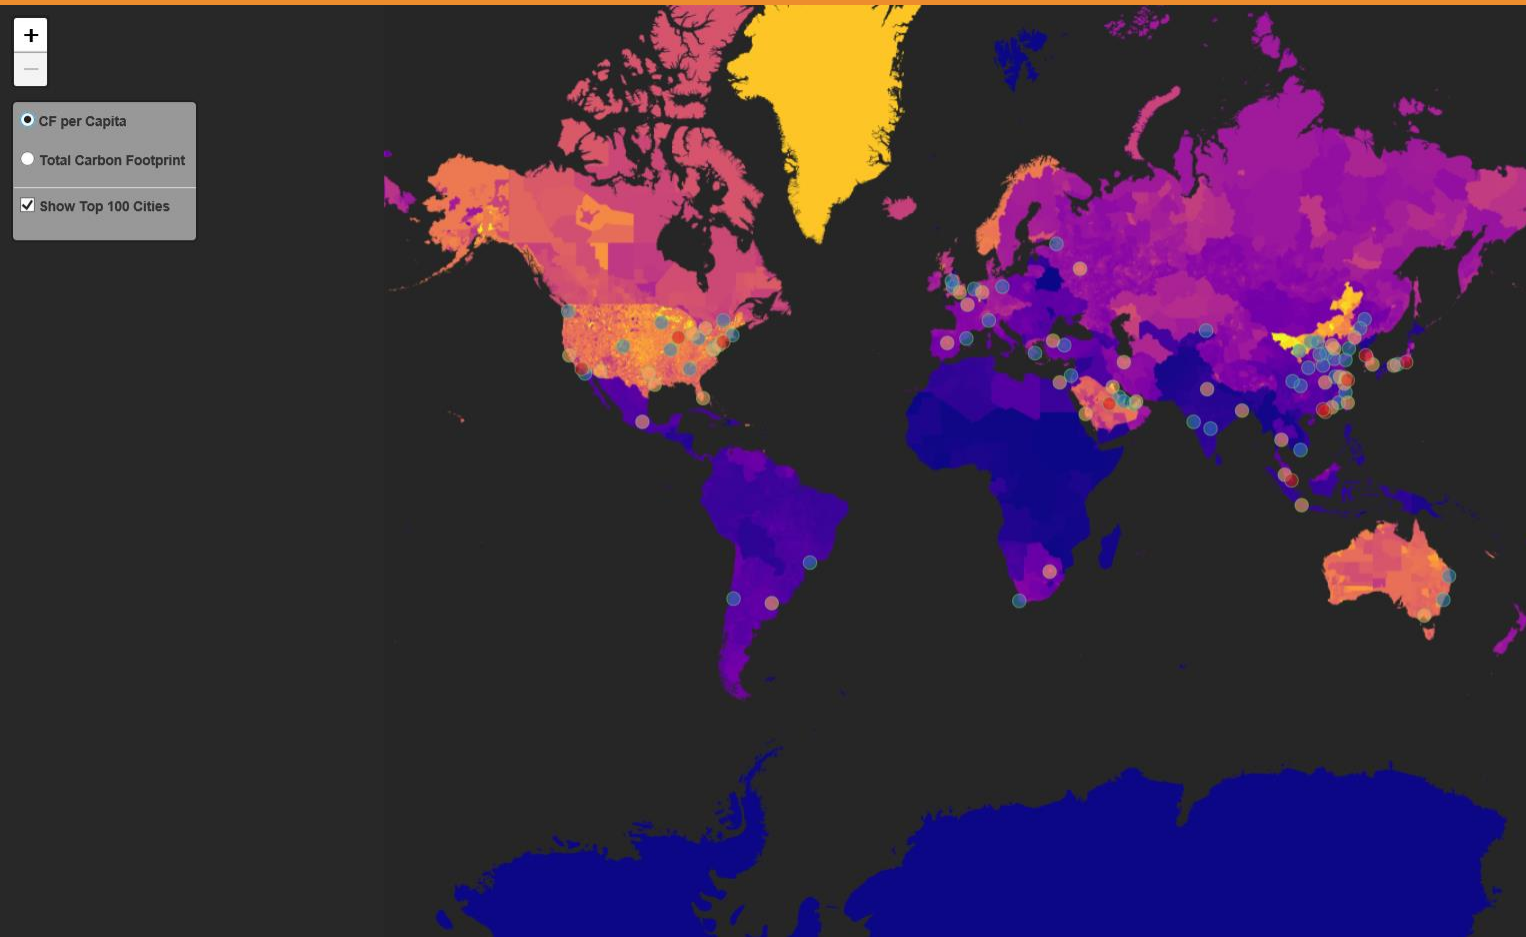 +
−
CF per Capita
Total Carbon Footprint
Show Top 100 Cities